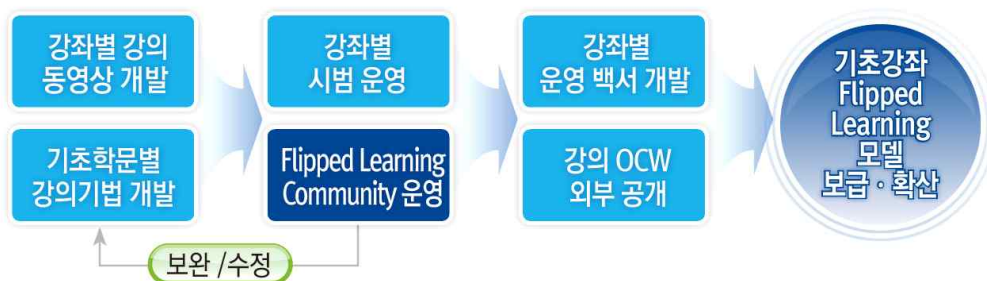 강좌별 강의
동영상 개발
기초학문별
강의기법 개발
강좌별
시범 운영
Flipped Learning
Community 운영
보완 /수정
강좌별
운영 백서 개발
강의 OCW
외부 공개
기초강좌
Flipped
Learning
모델
보급 · 확산